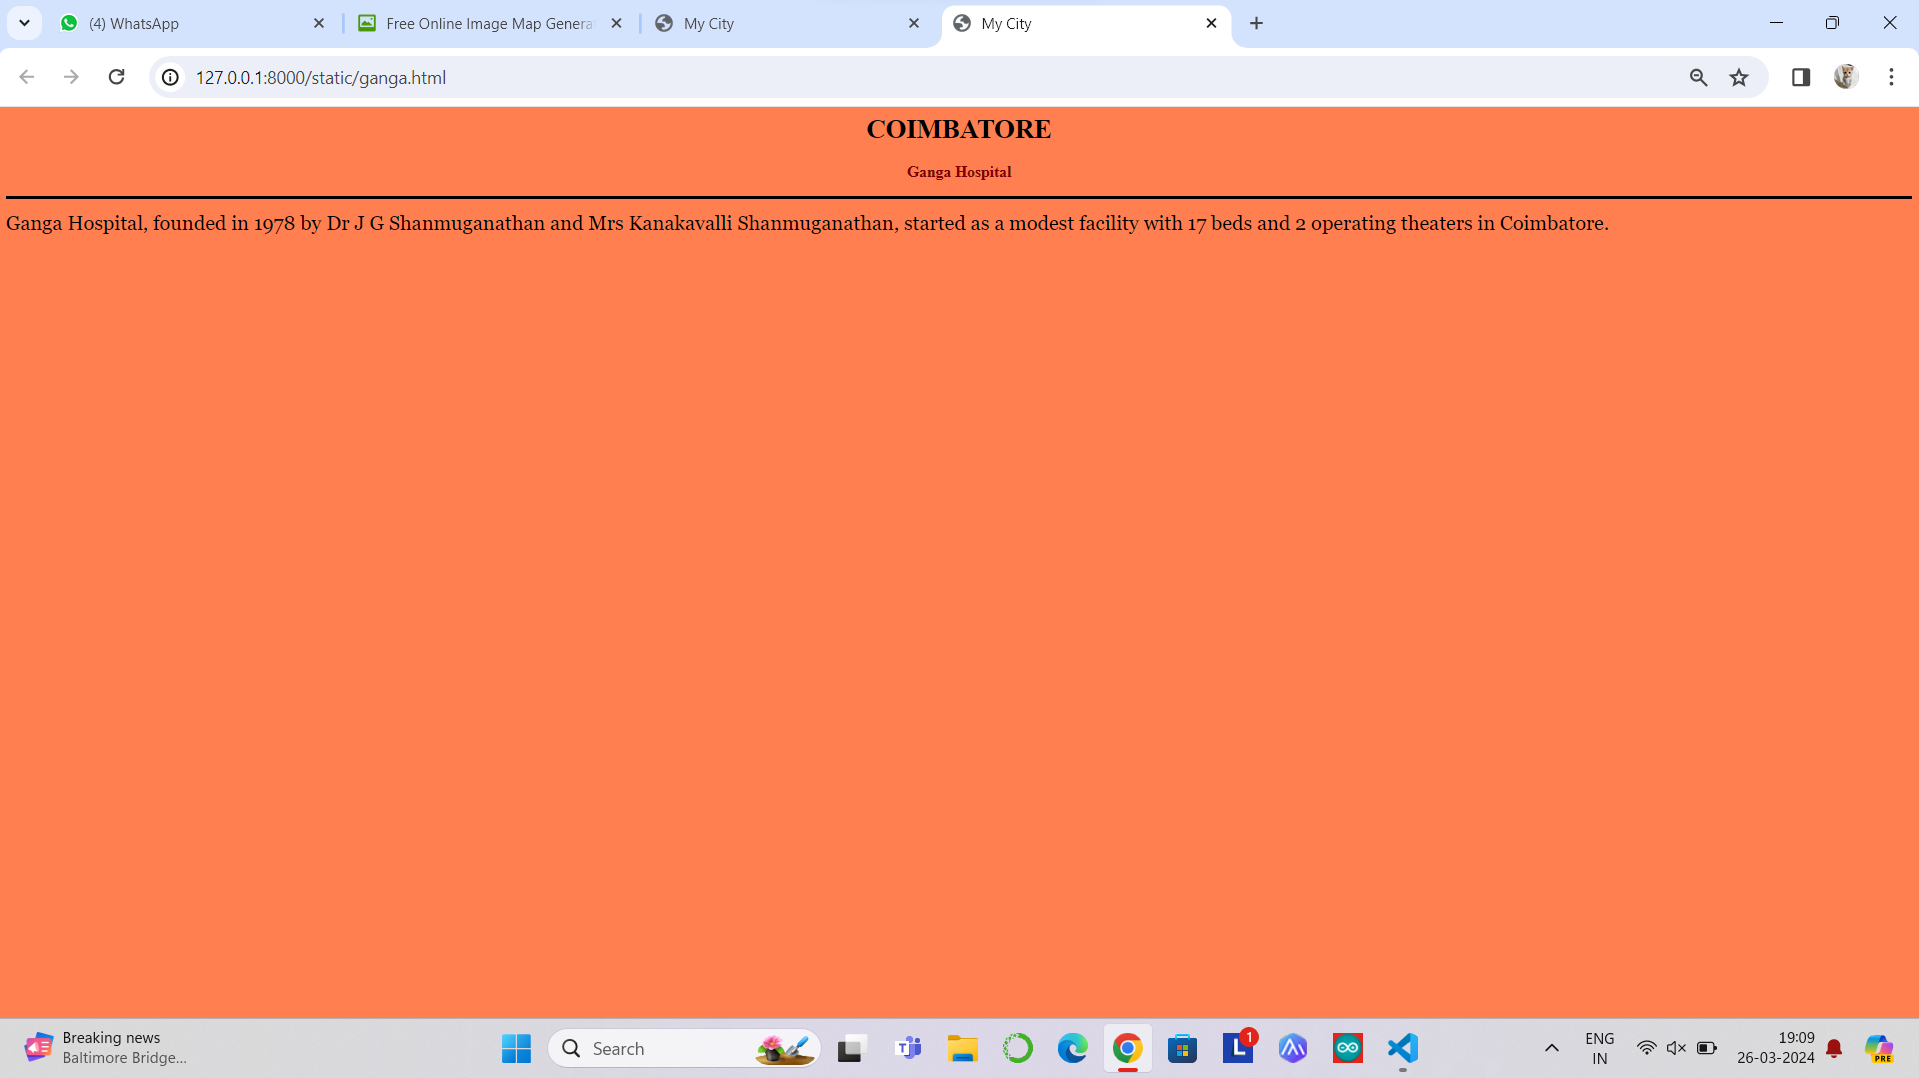 (4) WhatsApp
Free Online Image Map Genera
My City
My City
127.0.0.1:8000/static/ganga.html
COIMBATORE
Ganga Hospital
Ganga Hospital, founded in 1978 by Dr J G Shanmuganathan and Mrs Kanakavalli Shanmuganathan, started as a modest facility with 17 beds and 2 operating theaters in Coimbatore.
Breaking news
Baltimore Bridge...
Search
L
1
ENG
IN
19:09
26-03-2024
PRE